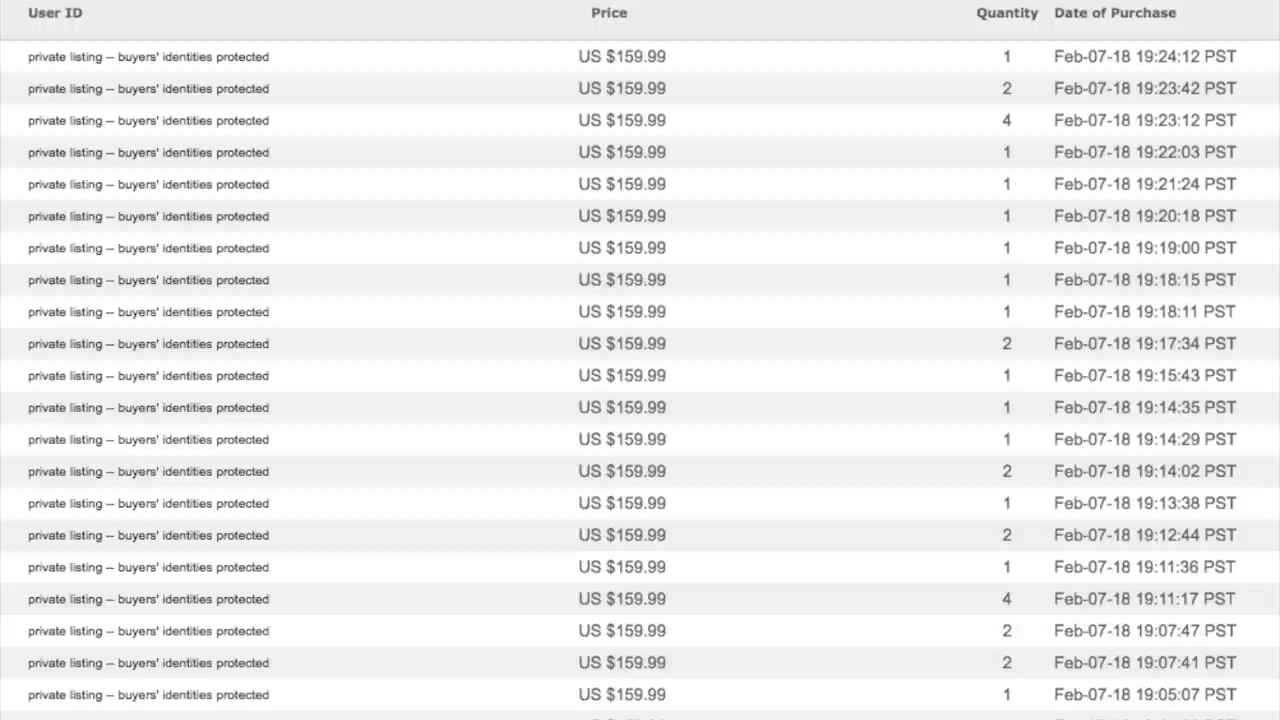 User ID Price Quantity Date of Purchase
private listing – buyers' identities protected US $159.99 1 Feb-07-18 19:24:12 PST
private listing – buyers' identities protected US $159.99 2 Feb-07-18 19:23:42 PST
private listing – buyers' identities protected US $159.99 4 Feb-07-18 19:23:12 PST
private listing – buyers' identities protected US $159.99 1 Feb-07-18 19:22:03 PST
private listing – buyers' identities protected US $159.99 1 Feb-07-18 19:21:24 PST
private listing – buyers' identities protected US $159.99 1 Feb-07-18 19:20:18 PST
private listing – buyers' identities protected US $159.99 1 Feb-07-18 19:19:00 PST
private listing – buyers' identities protected US $159.99 1 Feb-07-18 19:18:15 PST
private listing – buyers' identities protected US $159.99 1 Feb-07-18 19:18:11 PST
private listing – buyers' identities protected US $159.99 2 Feb-07-18 19:17:34 PST
private listing – buyers' identities protected US $159.99 1 Feb-07-18 19:15:43 PST
private listing – buyers' identities protected US $159.99 1 Feb-07-18 19:14:35 PST
private listing – buyers' identities protected US $159.99 1 Feb-07-18 19:14:29 PST
private listing – buyers' identities protected US $159.99 2 Feb-07-18 19:14:02 PST
private listing – buyers' identities protected US $159.99 1 Feb-07-18 19:13:38 PST
private listing – buyers' identities protected US $159.99 2 Feb-07-18 19:12:44 PST
private listing – buyers' identities protected US $159.99 1 Feb-07-18 19:11:36 PST
private listing – buyers' identities protected US $159.99 4 Feb-07-18 19:11:17 PST
private listing – buyers' identities protected US $159.99 2 Feb-07-18 19:07:47 PST
private listing – buyers' identities protected US $159.99 2 Feb-07-18 19:07:41 PST
private listing – buyers' identities protected US $159.99 1 Feb-07-18 19:05:07 PST